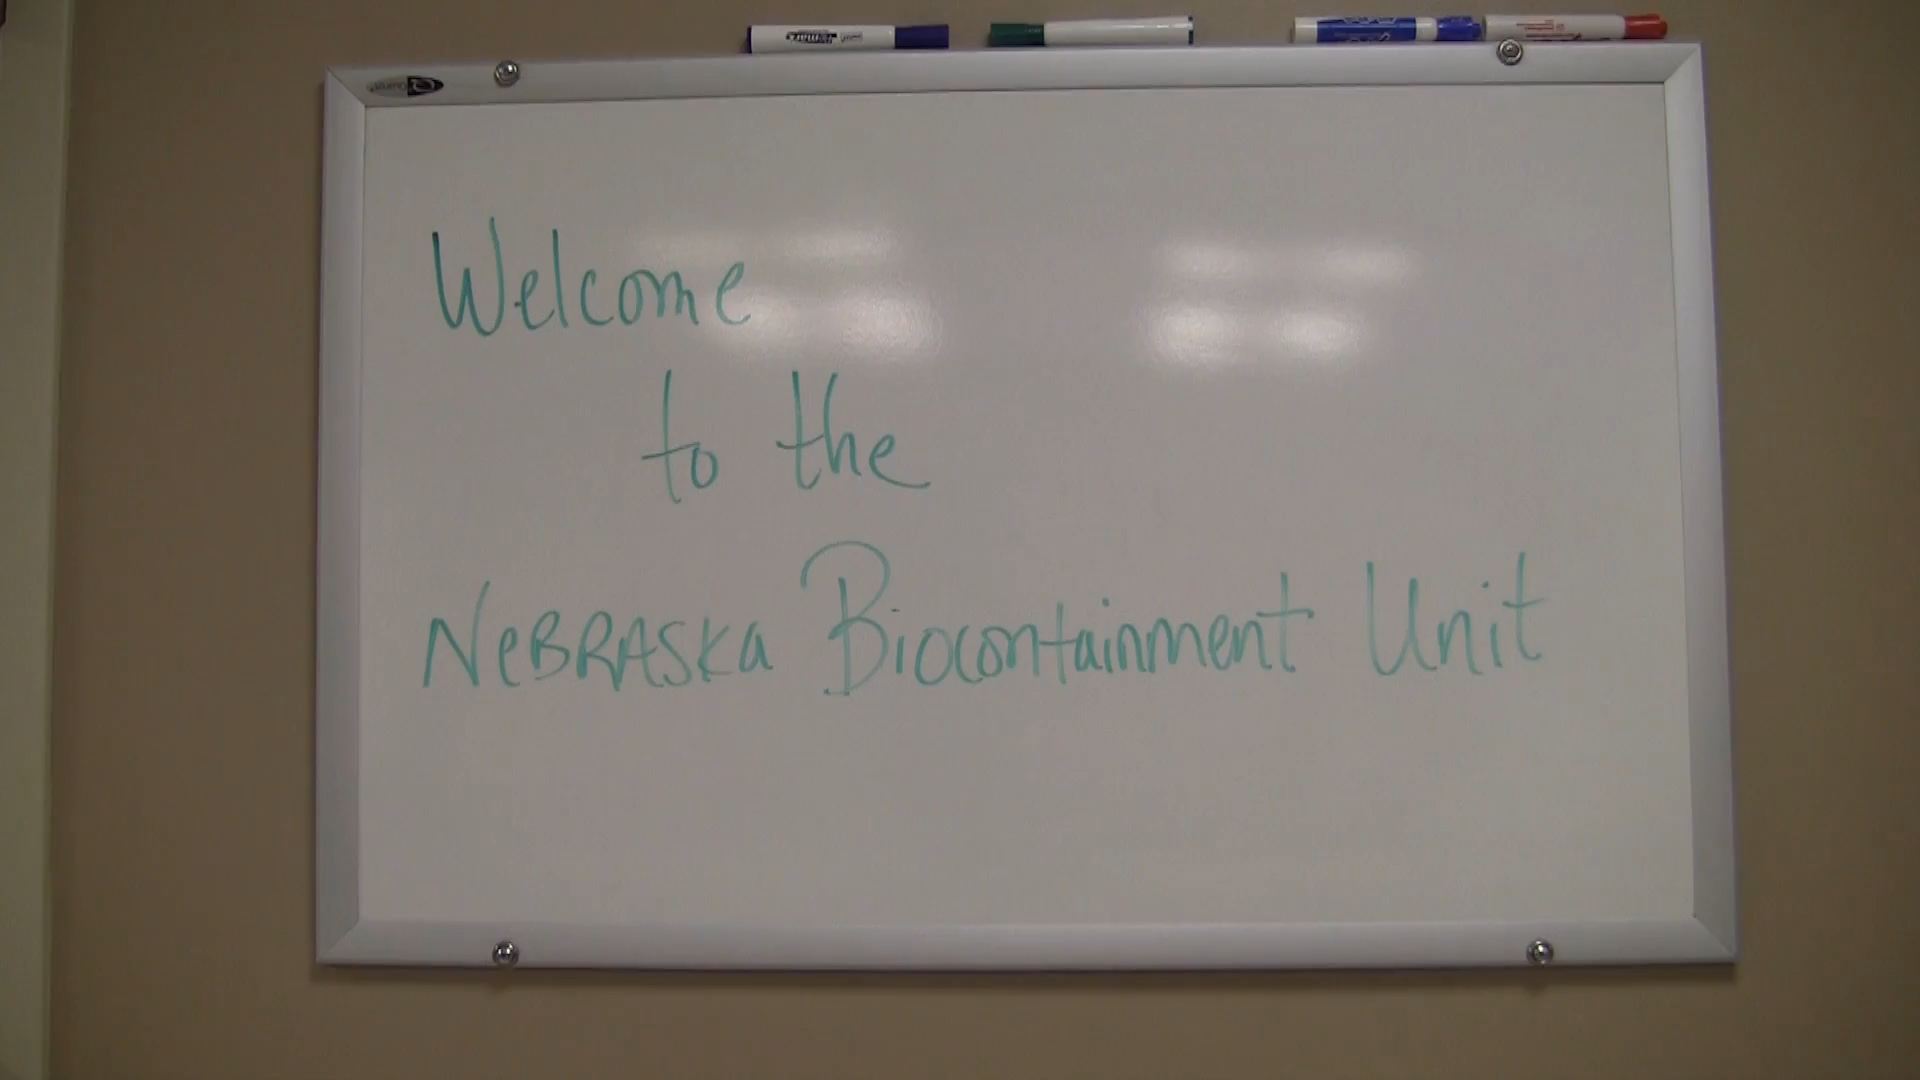 Welcome
to the
NeBRASKa Biocontainment Unit